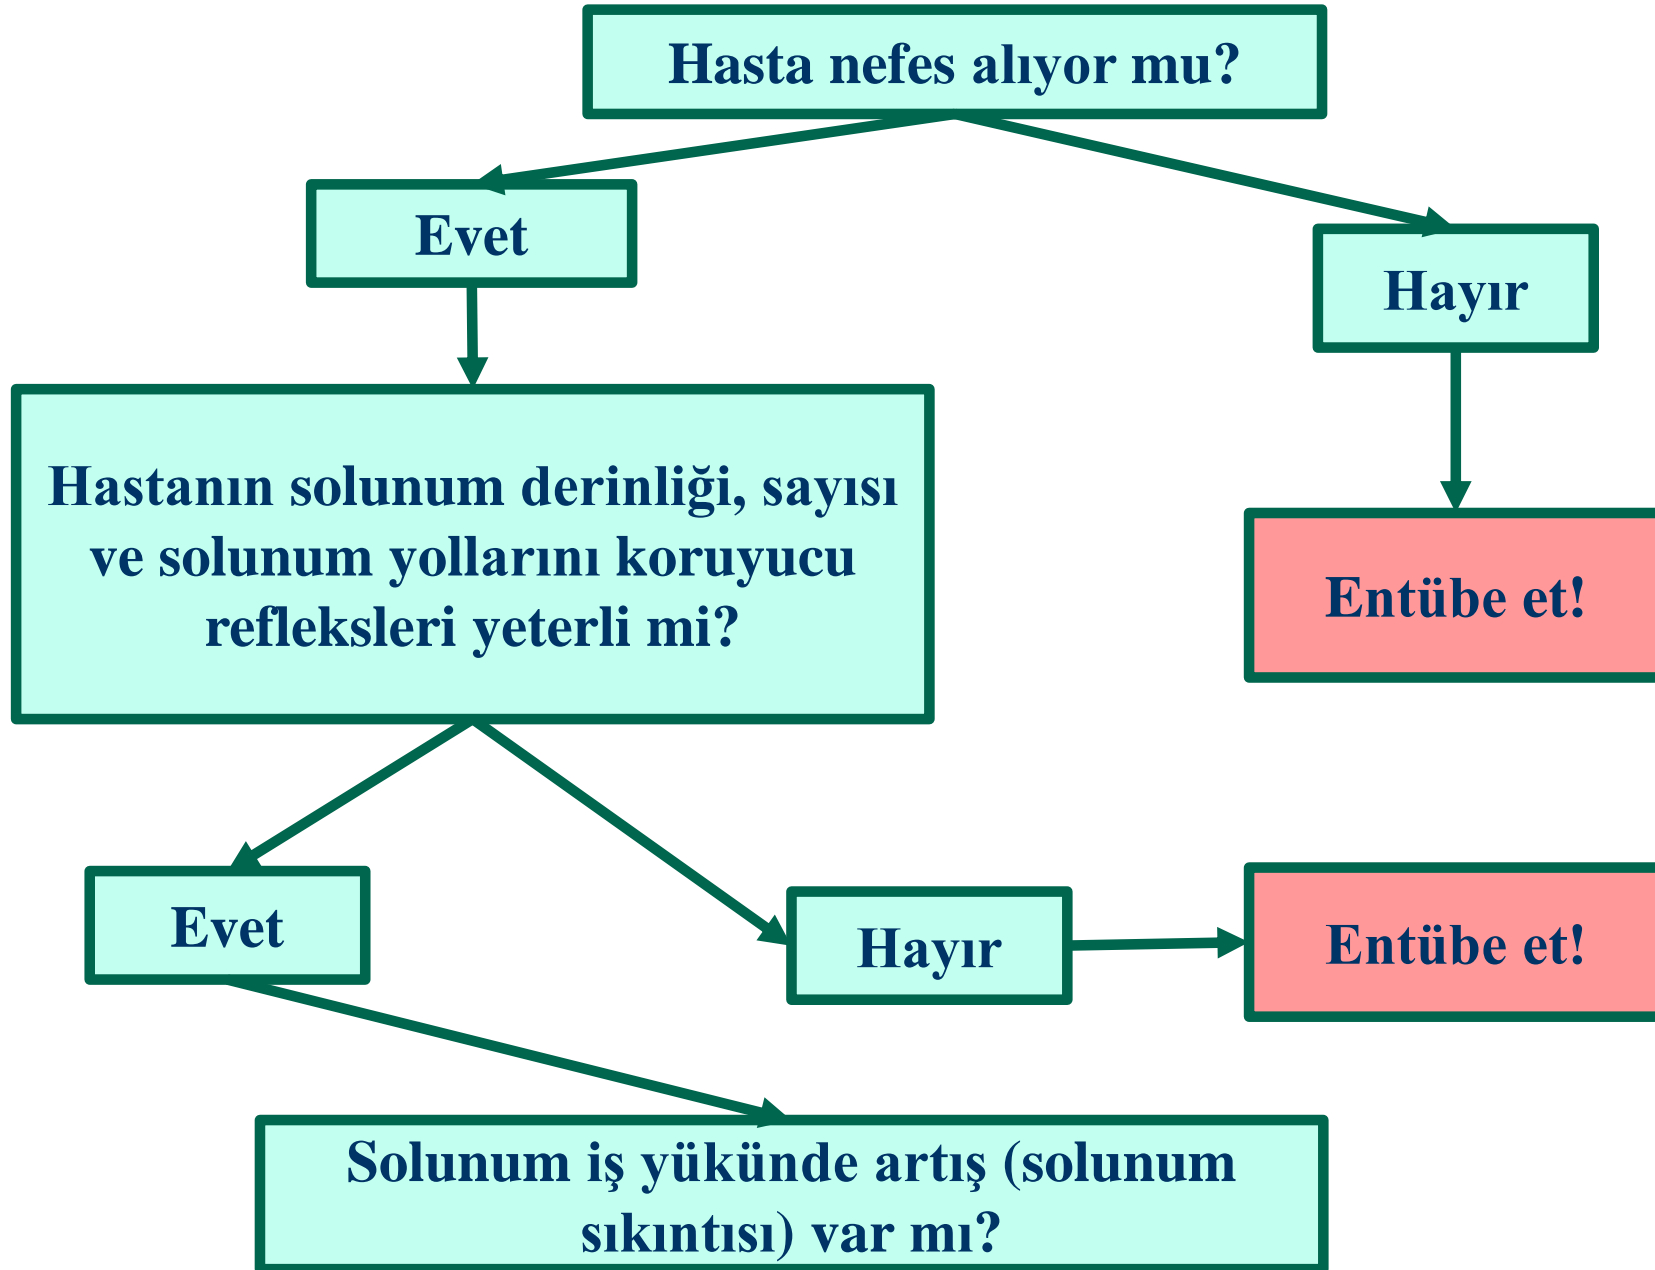 Hasta nefes alıyor mu?
Evet
Hayır
Hastanın solunum derinliği, sayısı
ve solunum yollarını koruyucu
refleksleri yeterli mi?
Entübe et!
Evet
Hayır
Entübe et!
Solunum iş yükünde artış (solunum
sıkıntısı) var mı?